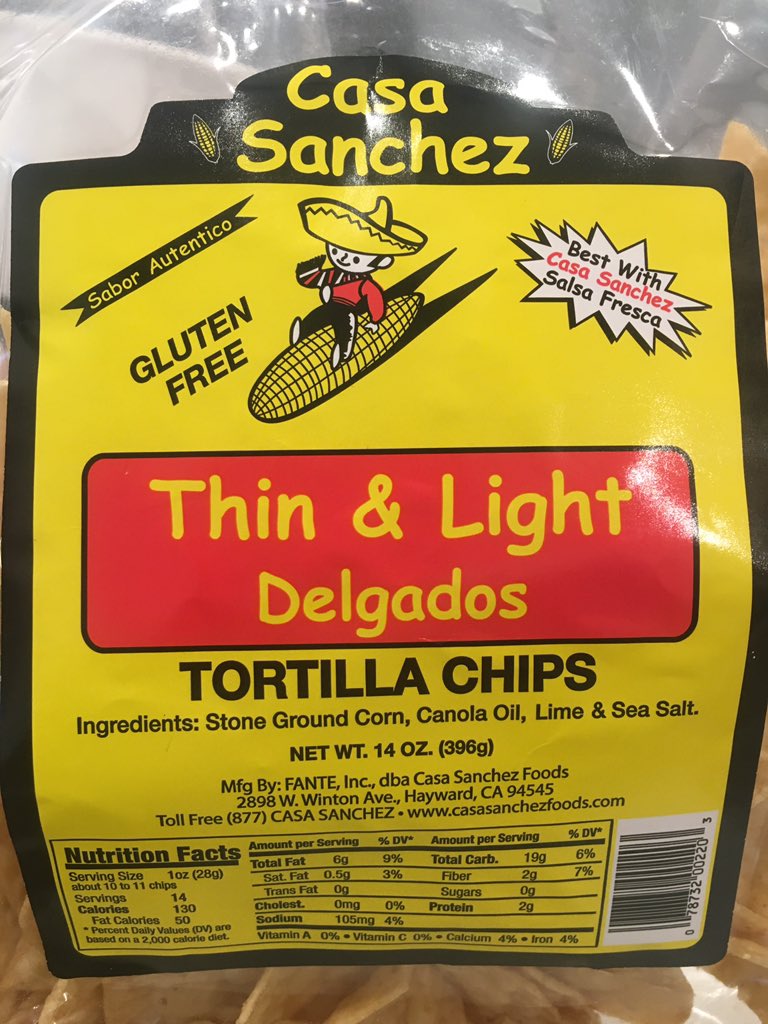 Casa
Sanchez
Sabor Autentico
GLUTEN
FREE
Best With
Casa Sanchez
Salsa Fresca
Thin & Light
Delgados
TORTILLA CHIPS
Ingredients: Stone Ground Corn, Canola Oil, Lime & Sea Salt.
NET WT. 14 OZ. (396g)
Mfg By: FANTE, Inc., dba Casa Sanchez Foods
2898 W. Winton Ave., Hayward, CA 94545
Toll Free (877) CASA SANCHEZ • www.casasanchezfoods.com
Nutrition Facts
Serving Size 1oz (28g)
about 10 to 11 chips
Servings 14
Calories 130
Fat Calories 50
* Percent Daily Values (DV) are
based on a 2,000 calorie diet.
Amount per Serving % DV*
Total Fat 6g 9%
Sat. Fat 0.5g 3%
Trans Fat 0g
Cholest. 0mg 0%
Sodium 105mg 4%
Amount per Serving % DV*
Total Carb. 19g 6%
Fiber 2g 7%
Sugars 0g
Protein 2g
Vitamin A 0% • Vitamin C 0% • Calcium 4% • Iron 4%
0 78732 00220 3